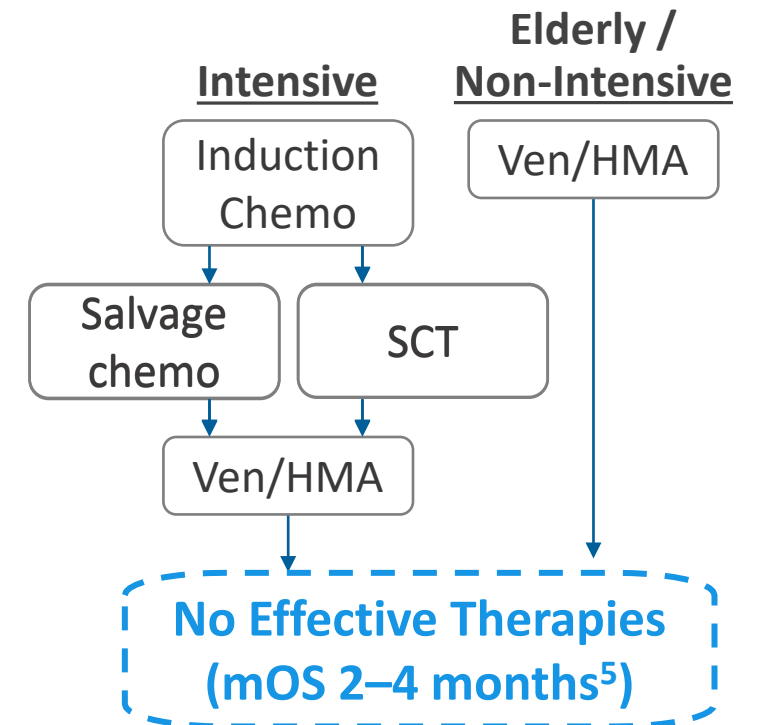 Intensive
Elderly /
Non-Intensive
Induction
Chemo
Ven/HMA
Salvage
chemo
SCT
Ven/HMA
No Effective Therapies
(mOS 2–4 months⁵)